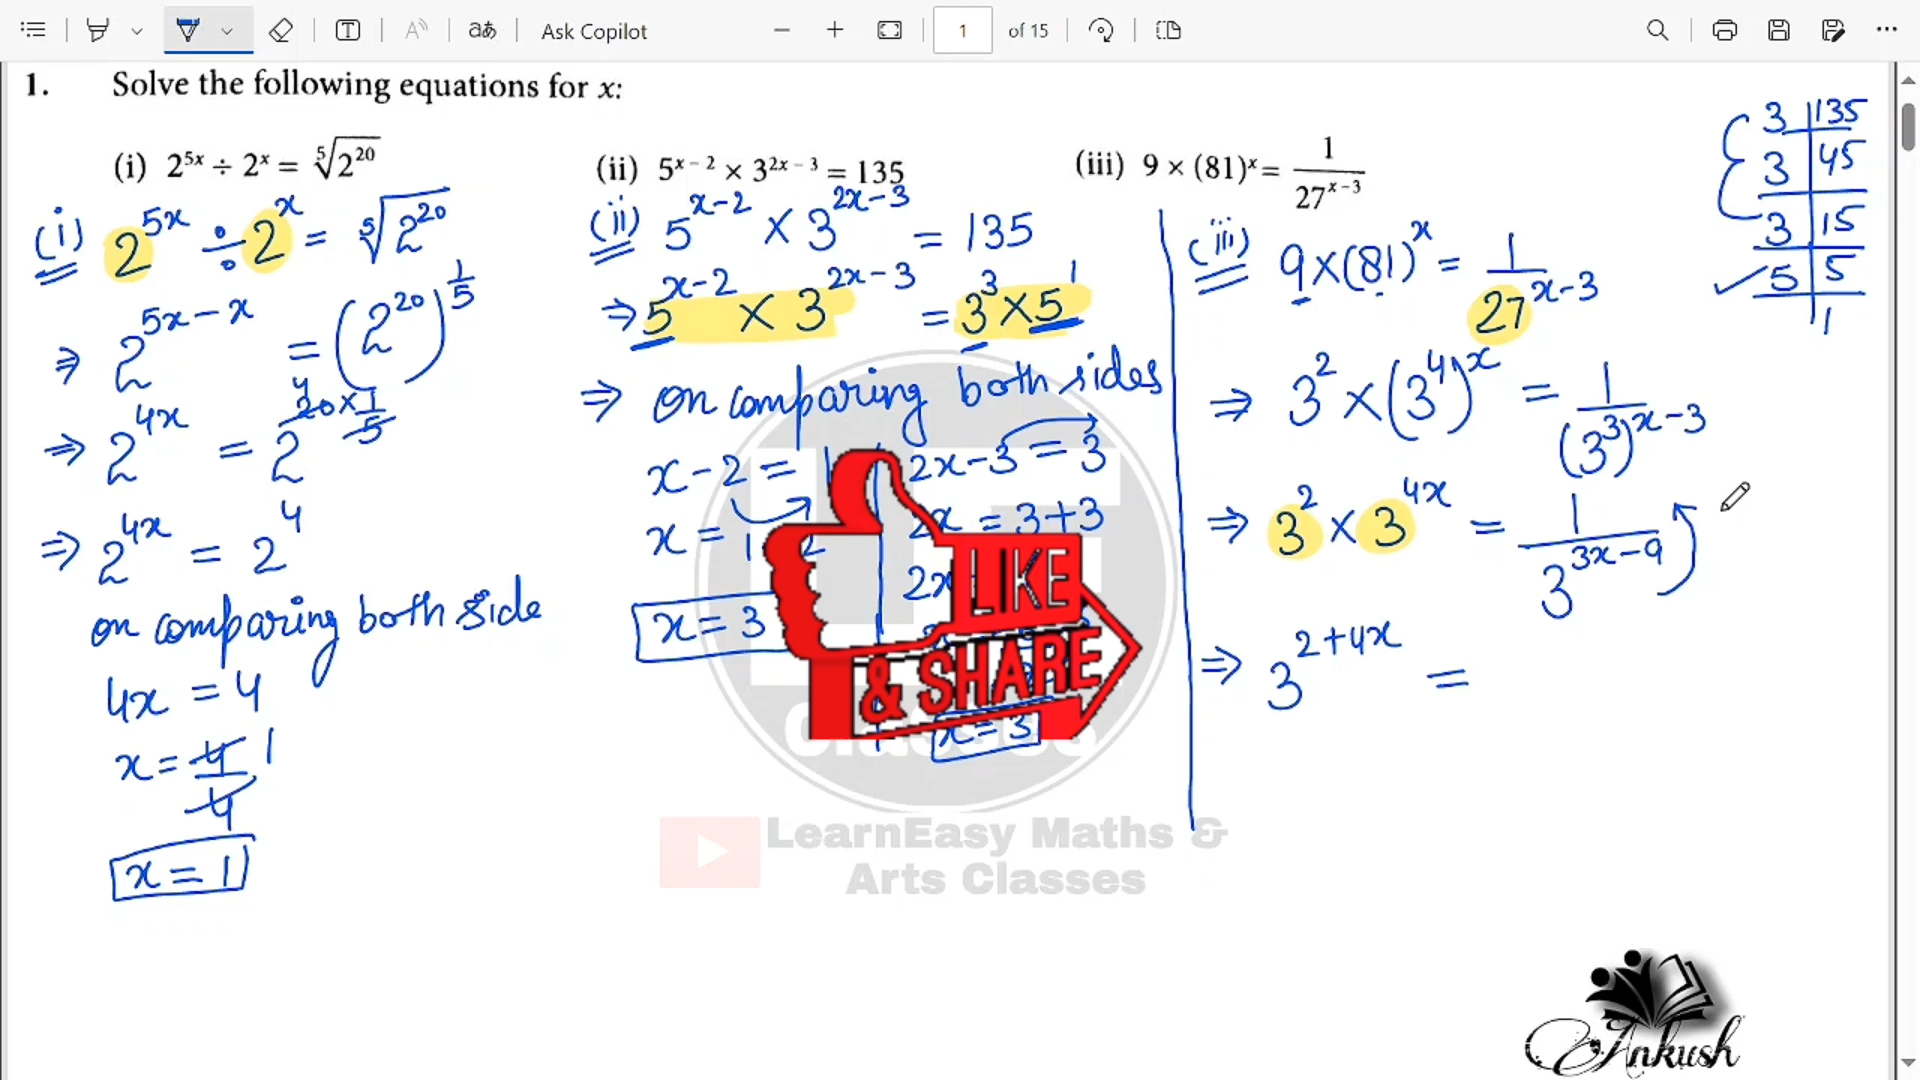 Ask Copilot
1 of 15
1. Solve the following equations for x:
(i) 2^{5x} ÷ 2^x = ⁵√(2^{20})
(ii) 5^{x-2} × 3^{2x-3} = 135
(iii) 9 × (81)^x = 1/27^{x-3}
(i) 2^{5x} ÷ 2^x = ⁵√(2^{20})
⇒ 2^{5x-x} = (2^{20})^{1/5}
⇒ 2^{4x} = 2^{20×1/5} 4
⇒ 2^{4x} = 2^4
on comparing both side
4x = 4
x = 4/4 1
x = 1
(ii) 5^{x-2} × 3^{2x-3} = 135
⇒ 5^{x-2} × 3^{2x-3} = 3^3 × 5^1
⇒ on comparing both sides
x-2 = 1
x = 1 2
x = 3
2x-3 = 3
2x = 3+3
2x
x = 3
(iii) 9×(81)^x = 1/27^{x-3}
⇒ 3^2 × (3^4)^x = 1/(3^3)^{x-3}
⇒ 3^2 × 3^{4x} = 1/3^{3x-9}
⇒ 3^{2+4x} =
3 | 135
3 | 45
3 | 15
5 | 5
1
LIKE
& SHARE
Classes
LearnEasy Maths &
Arts Classes
Ankush